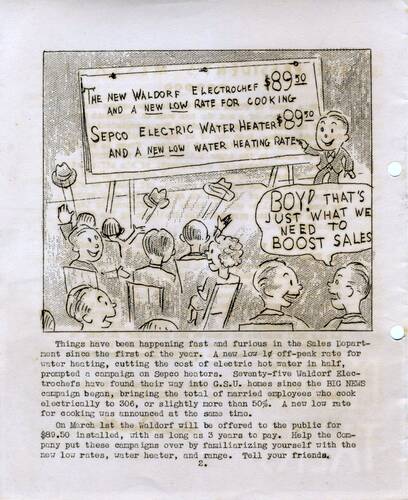 THE NEW WALDORF ELECTROCHEF $89.50
AND A NEW LOW RATE FOR COOKING
SEPCO ELECTRIC WATER HEATER $89.50
AND A NEW LOW WATER HEATING RATE
BOY! THAT'S
JUST WHAT WE
NEED TO
BOOST SALES
Things have been happening fast and furious in the Sales Depart-
ment since the first of the year. A new low 1¢ off-peak rate for
water heating, cutting the cost of electric hot water in half,
prompted a campaign on Sepco heaters. Seventy-five Waldorf Elec-
trochefs have found their way into G.S.U. homes since the BIG NEWS
campaign began, bringing the total of married employees who cook
electrically to 306, or slightly more than 50%. A new low rate
for cooking was announced at the same time.
On March 1st the Waldorf will be offered to the public for
$89.50 installed, with as long as 3 years to pay. Help the Com-
pany put these campaigns over by familiarizing yourself with the
new low rates, water heater, and range. Tell your friends.
2.